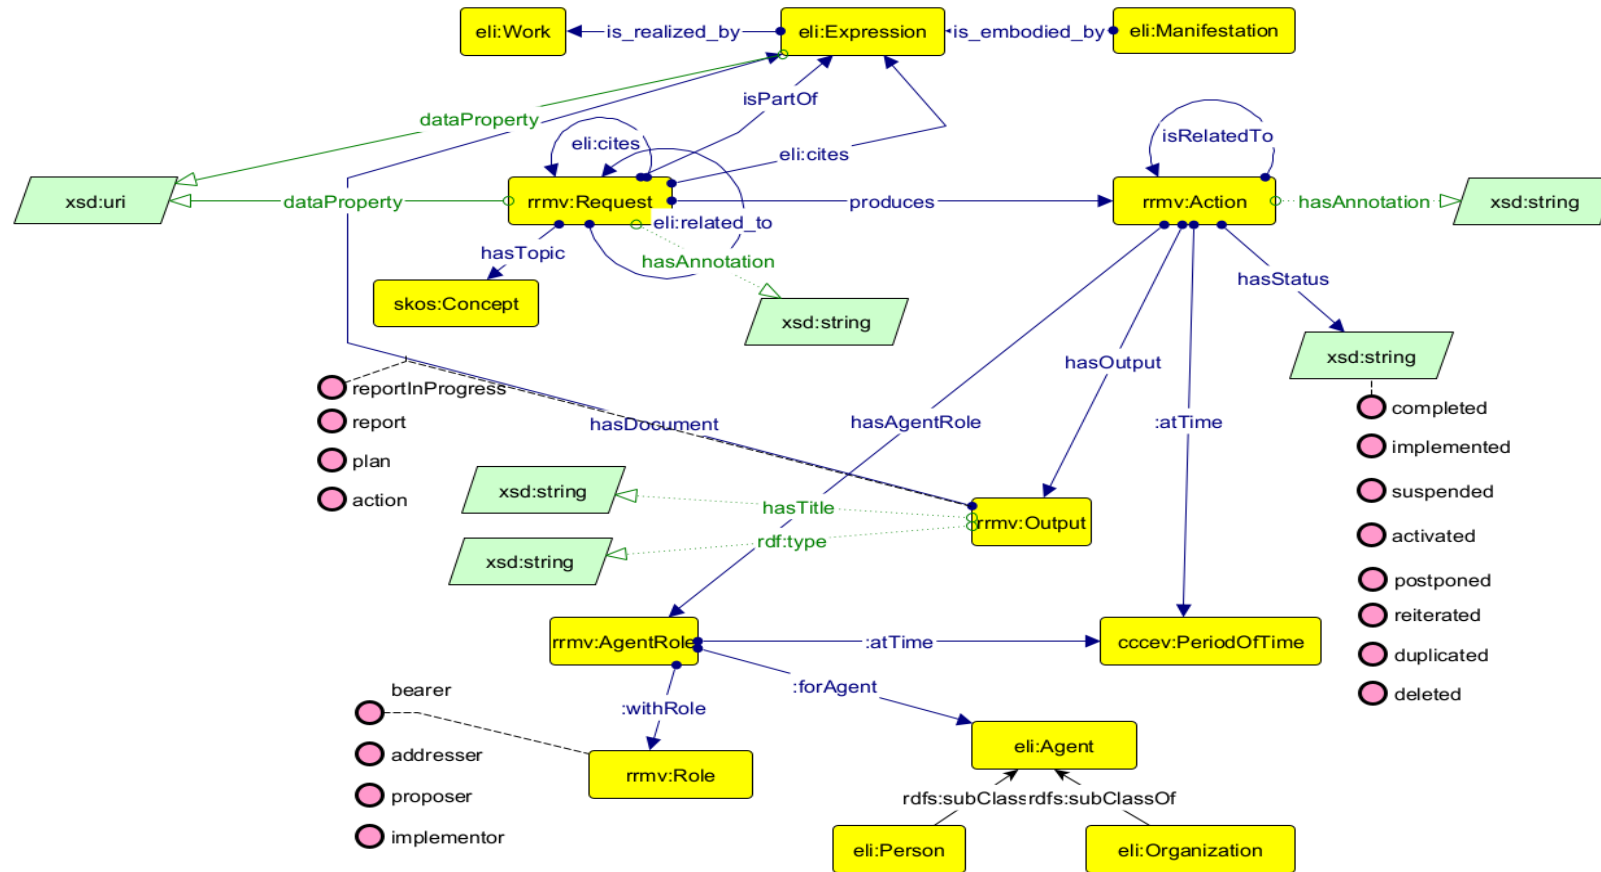 eli:Work
is_realized_by
eli:Expression
is_embodied_by
eli:Manifestation
isPartOf
dataProperty
eli:cites
eli:cites
isRelatedTo
xsd:uri
dataProperty
rrmv:Request
produces
rrmv:Action
hasAnnotation
xsd:string
eli:related_to
hasTopic
hasAnnotation
hasStatus
skos:Concept
xsd:string
xsd:string
hasOutput
reportInProgress
completed
report
hasDocument
hasAgentRole
:atTime
implemented
plan
action
xsd:string
hasTitle
suspended
rrmv:Output
activated
rdf:type
xsd:string
postponed
reiterated
rrmv:AgentRole
:atTime
cccev:PeriodOfTime
duplicated
bearer
:forAgent
deleted
:withRole
addresser
eli:Agent
rrmv:Role
proposer
rdfs:subClass
rdfs:subClassOf
implementor
eli:Person
eli:Organization